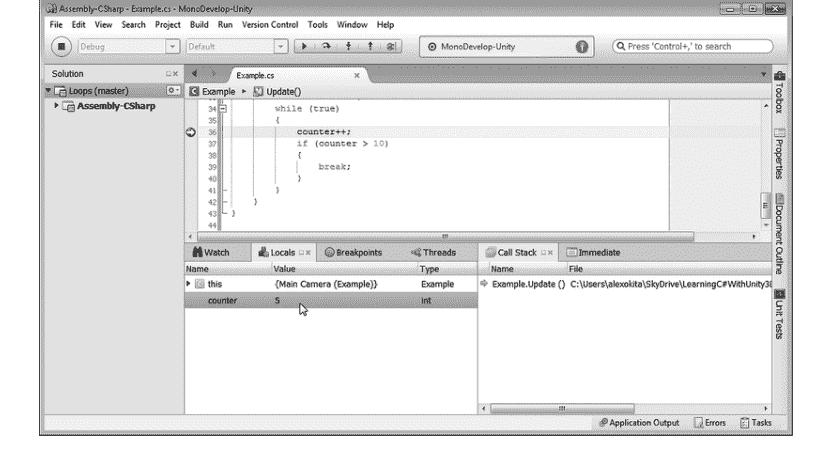 Assembly-CSharp - Example.cs - MonoDevelop-Unity
File Edit View Search Project Build Run Version Control Tools Window Help
Debug Default MonoDevelop-Unity Press 'Control+,' to search
Solution
Example.cs
Loops (master)
Assembly-CSharp
Example Update()
34 while (true)
35 {
36 counter++;
37 if (counter > 10)
38 {
39 break;
40 }
41 }
42 }
43 }
44
Toolbox
Properties
Document Outline
Unit Tests
Watch Locals Breakpoints Threads
Name Value Type
this {Main Camera (Example)} Example
counter 5 int
Call Stack Immediate
Name File
Example.Update () C:\Users\alexokita\SkyDrive\LearningC#WithUnity3
Application Output Errors Tasks